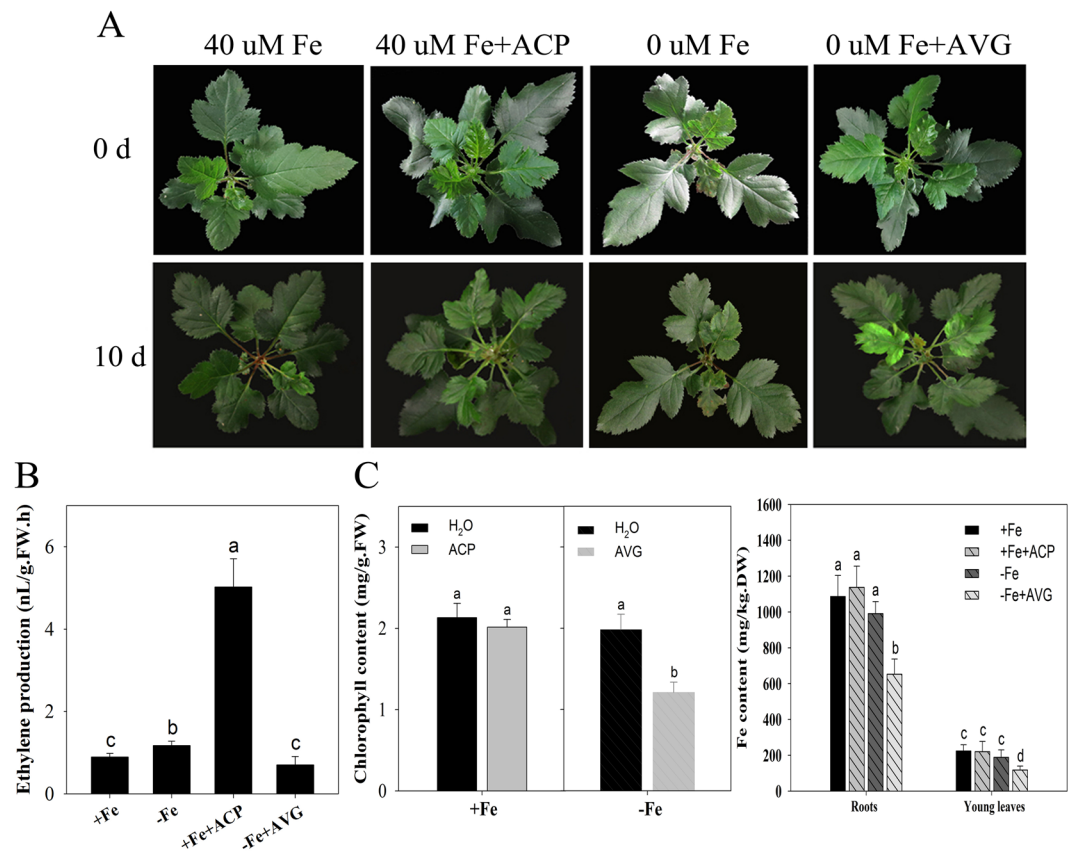 A
40 uM Fe 40 uM Fe+ACP 0 uM Fe 0 uM Fe+AVG
0 d
10 d
B
Ethylene production (nL/g.FW.h)
6
4
2
0
c
b
a
c
+Fe
-Fe
+Fe+ACP
-Fe+AVG
C
Chlorophyll content (mg/g.FW)
3
2
1
0
H₂O
ACP
a
a
+Fe
H₂O
AVG
a
b
-Fe
Fe content (mg/kg.DW)
1600
1400
1200
1000
800
600
400
200
0
+Fe
+Fe+ACP
-Fe
-Fe+AVG
a
a
a
b
c
c
c
d
Roots
Young leaves